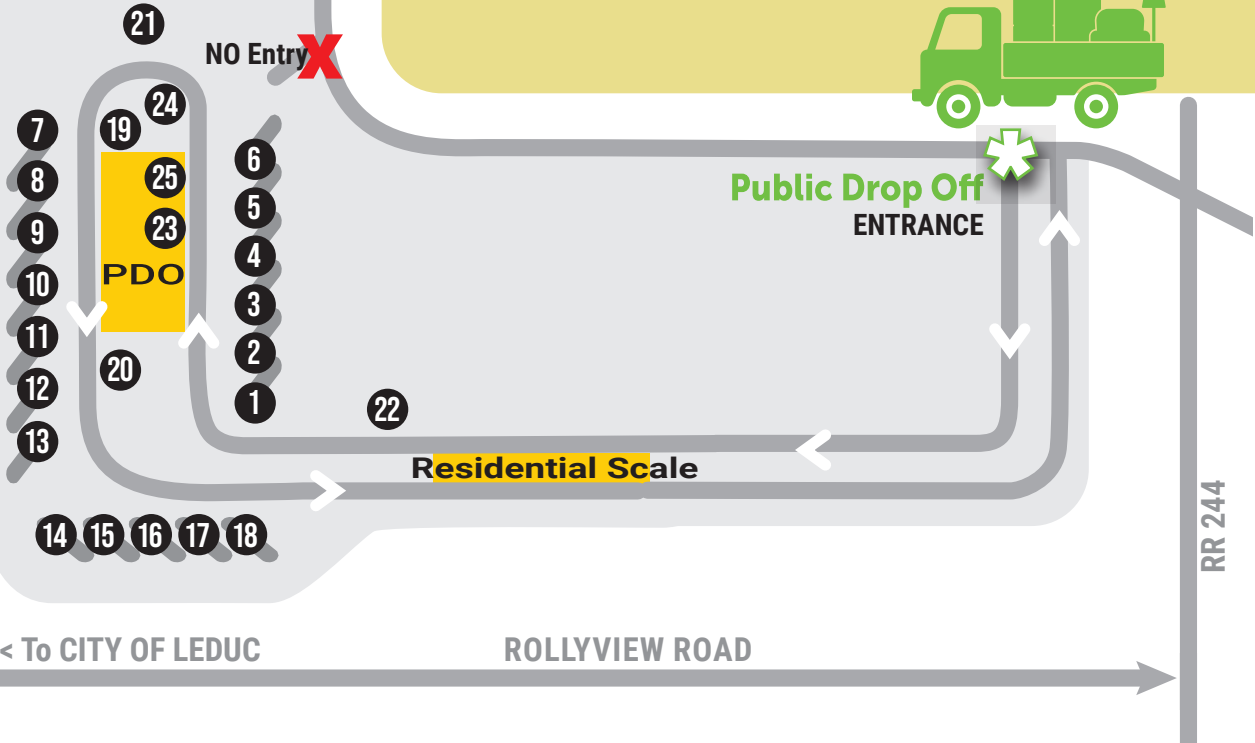 21
NO Entry
X
24
7
19
6
8
25
Public Drop Off
5
ENTRANCE
9
23
4
PDO
10
3
11
2
20
12
1
22
13
Residential Scale
14 15 16 17 18
RR 244
< To CITY OF LEDUC
ROLLYVIEW ROAD